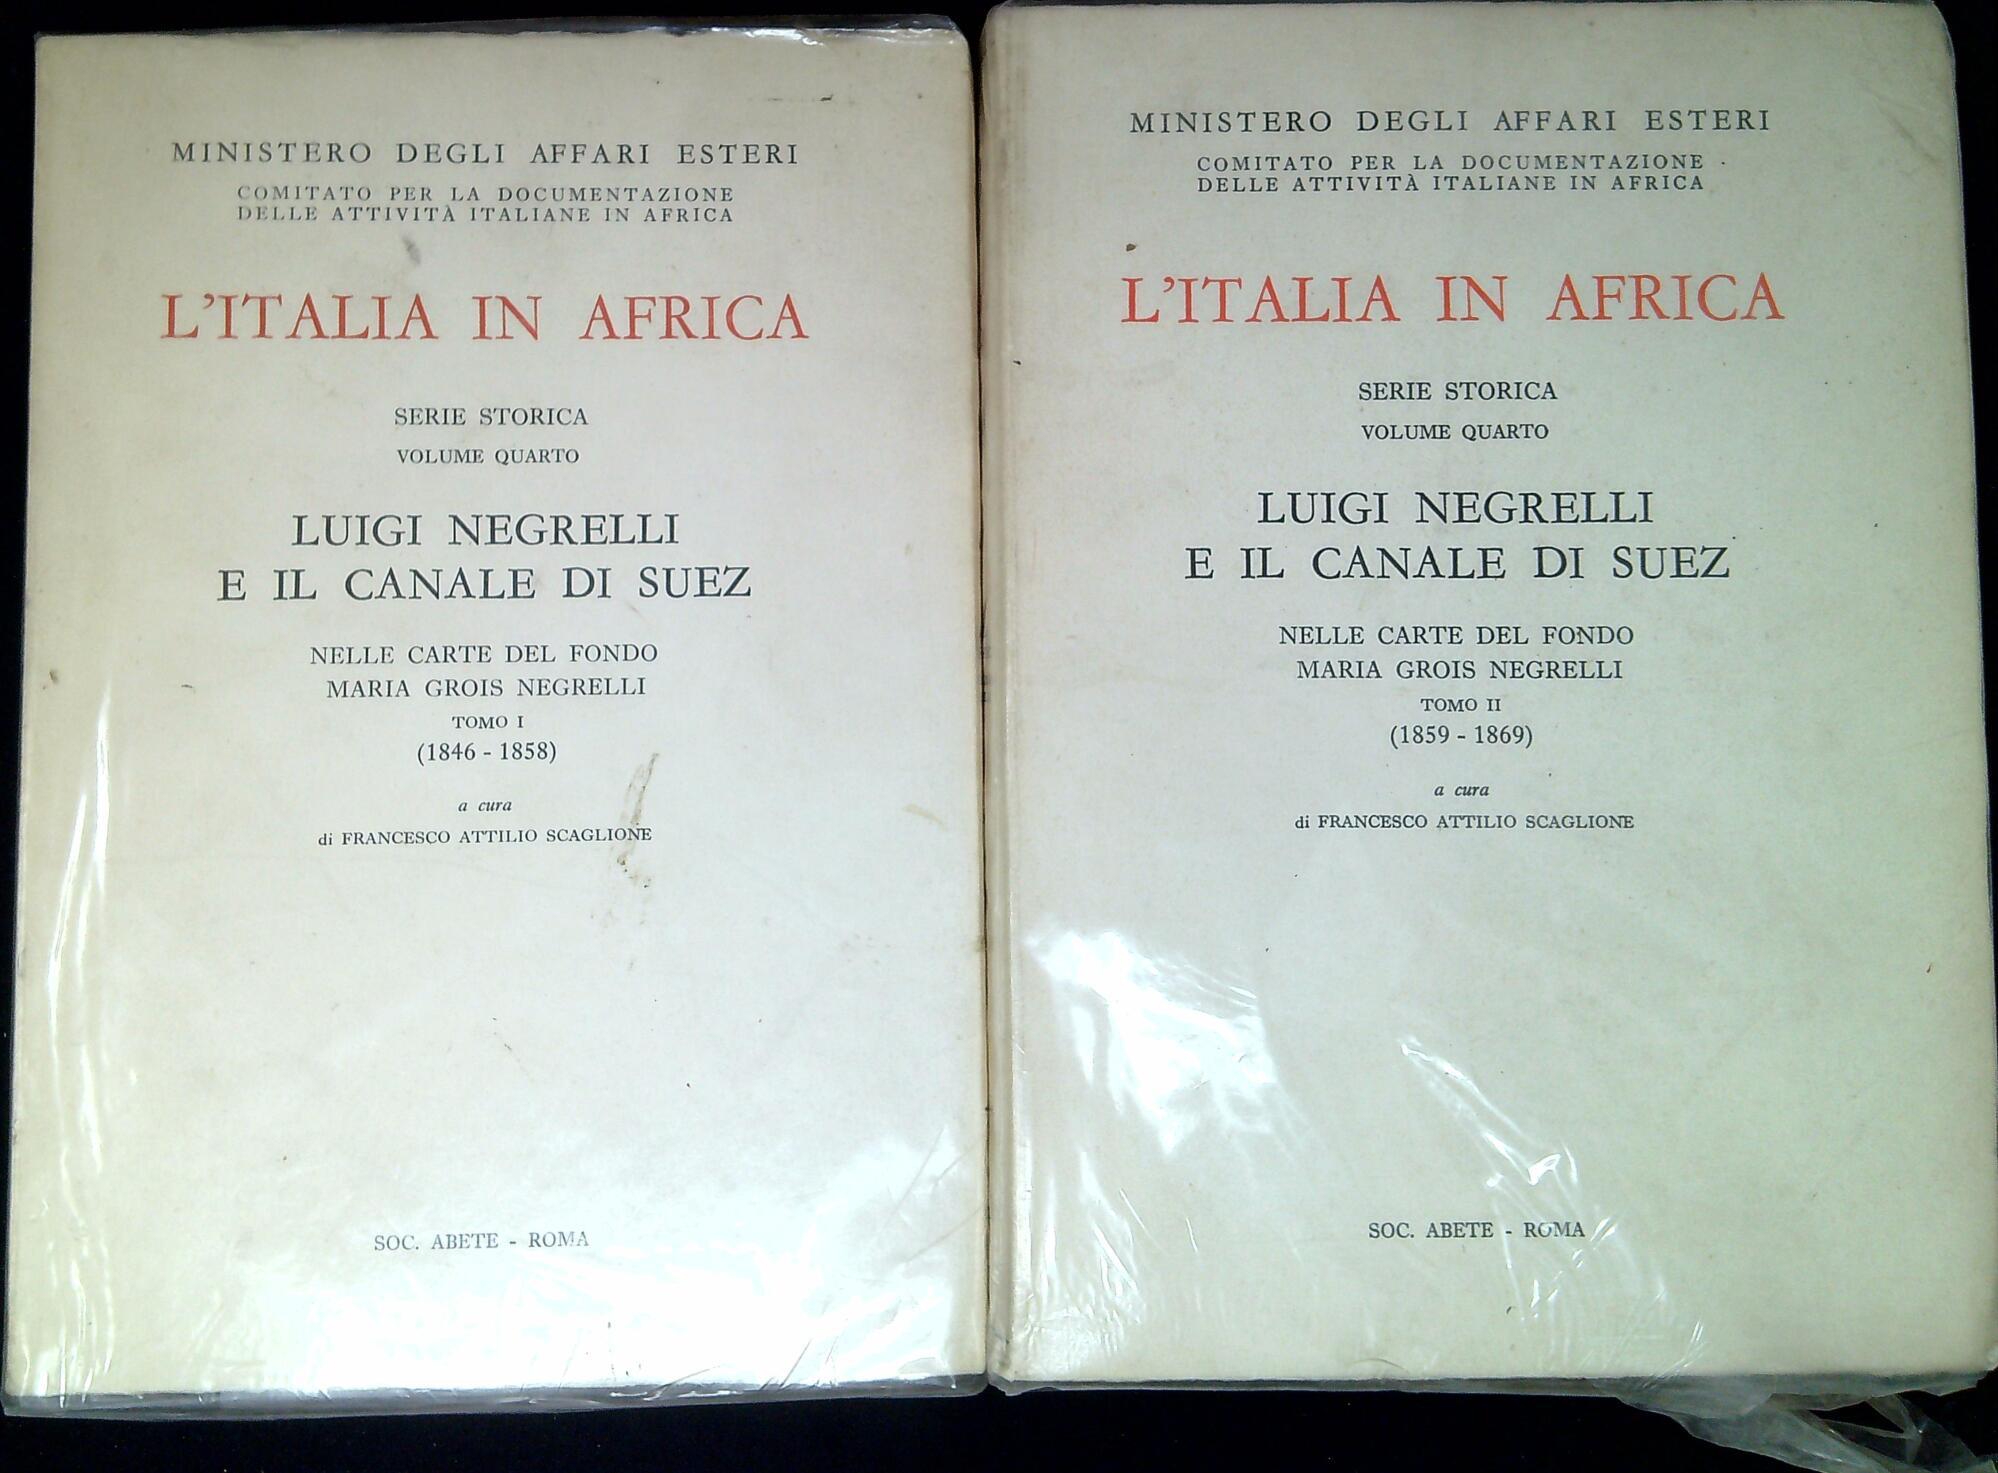 MINISTERO DEGLI AFFARI ESTERI
COMITATO PER LA DOCUMENTAZIONE
DELLE ATTIVITÀ ITALIANE IN AFRICA
L'ITALIA IN AFRICA
SERIE STORICA
VOLUME QUARTO
LUIGI NEGRELLI
E IL CANALE DI SUEZ
NELLE CARTE DEL FONDO
MARIA GROIS NEGRELLI
TOMO I
(1846 - 1858)
a cura
di FRANCESCO ATTILIO SCAGLIONE
SOC. ABETE - ROMA
MINISTERO DEGLI AFFARI ESTERI
COMITATO PER LA DOCUMENTAZIONE
DELLE ATTIVITÀ ITALIANE IN AFRICA
L'ITALIA IN AFRICA
SERIE STORICA
VOLUME QUARTO
LUIGI NEGRELLI
E IL CANALE DI SUEZ
NELLE CARTE DEL FONDO
MARIA GROIS NEGRELLI
TOMO II
(1859 - 1869)
a cura
di FRANCESCO ATTILIO SCAGLIONE
SOC. ABETE - ROMA